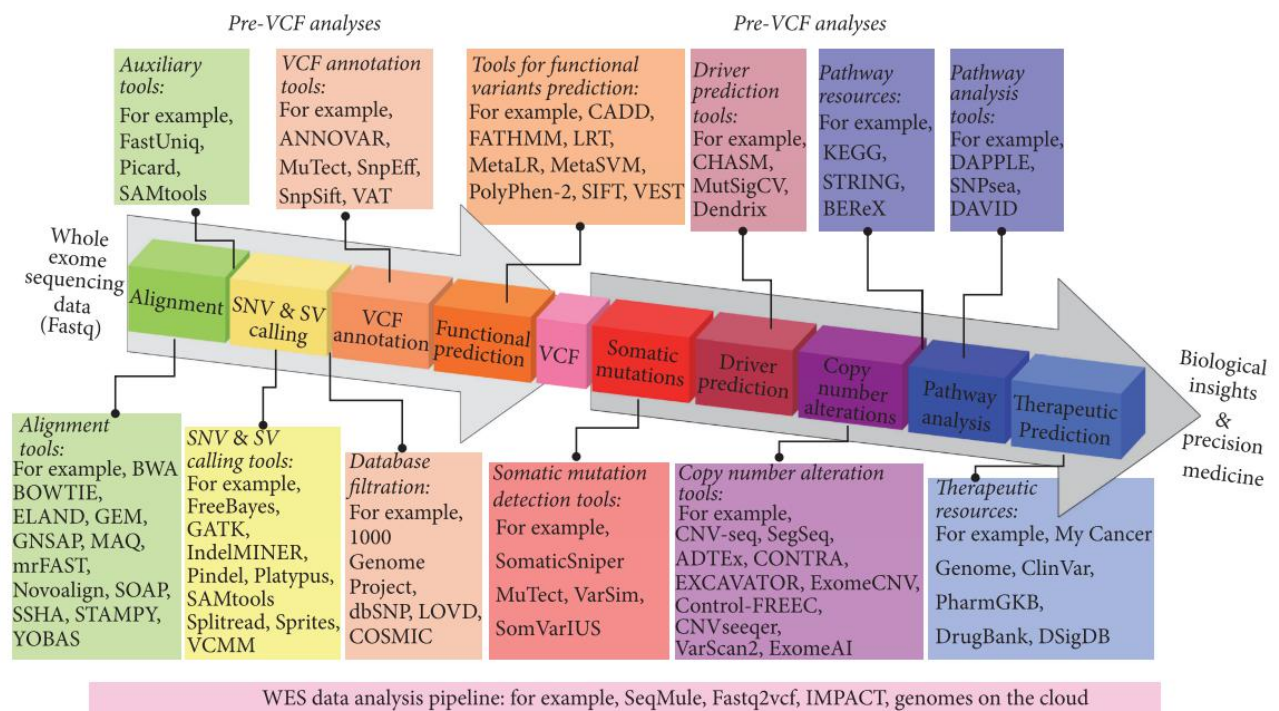 Pre-VCF analyses
Pre-VCF analyses
Auxiliary
tools:
For example,
FastUniq,
Picard,
SAMtools
VCF annotation
tools:
For example,
ANNOVAR,
MuTect, SnpEff,
SnpSift, VAT
Tools for functional
variants prediction:
For example, CADD,
FATHMM, LRT,
MetaLR, MetaSVM,
PolyPhen-2, SIFT, VEST
Driver
prediction
tools:
For example,
CHASM,
MutSigCV,
Dendrix
Pathway
resources:
For example,
KEGG,
STRING,
BEReX
Pathway
analysis
tools:
For example,
DAPPLE,
SNPsea,
DAVID
Whole
exome
sequencing
data
(Fastq)
Alignment
SNV & SV
calling
VCF
annotation
Functional
prediction
VCF
Somatic
mutations
Driver
prediction
Copy
number
alterations
Pathway
analysis
Therapeutic
Prediction
Biological
insights
&
precision
medicine
Alignment
tools:
For example, BWA
BOWTIE,
ELAND, GEM,
GNSAP, MAQ,
mrFAST,
Novoalign, SOAP,
SSHA, STAMPY,
YOBAS
SNV & SV
calling tools:
For example,
FreeBayes,
GATK,
IndelMINER,
Pindel, Platypus,
SAMtools
Splitread, Sprites,
VCMM
Database
filtration:
For example,
1000
Genome
Project,
dbSNP, LOVD,
COSMIC
Somatic mutation
detection tools:
For example,
SomaticSniper
MuTect, VarSim,
SomVarIUS
Copy number alteration
tools:
For example,
CNV-seq, SegSeq,
ADTEx, CONTRA,
EXCAVATOR, ExomeCNV,
Control-FREEC,
CNVseeqer,
VarScan2, ExomeAI
Therapeutic
resources:
For example, My Cancer
Genome, ClinVar,
PharmGKB,
DrugBank, DSigDB
WES data analysis pipeline: for example, SeqMule, Fastq2vcf, IMPACT, genomes on the cloud